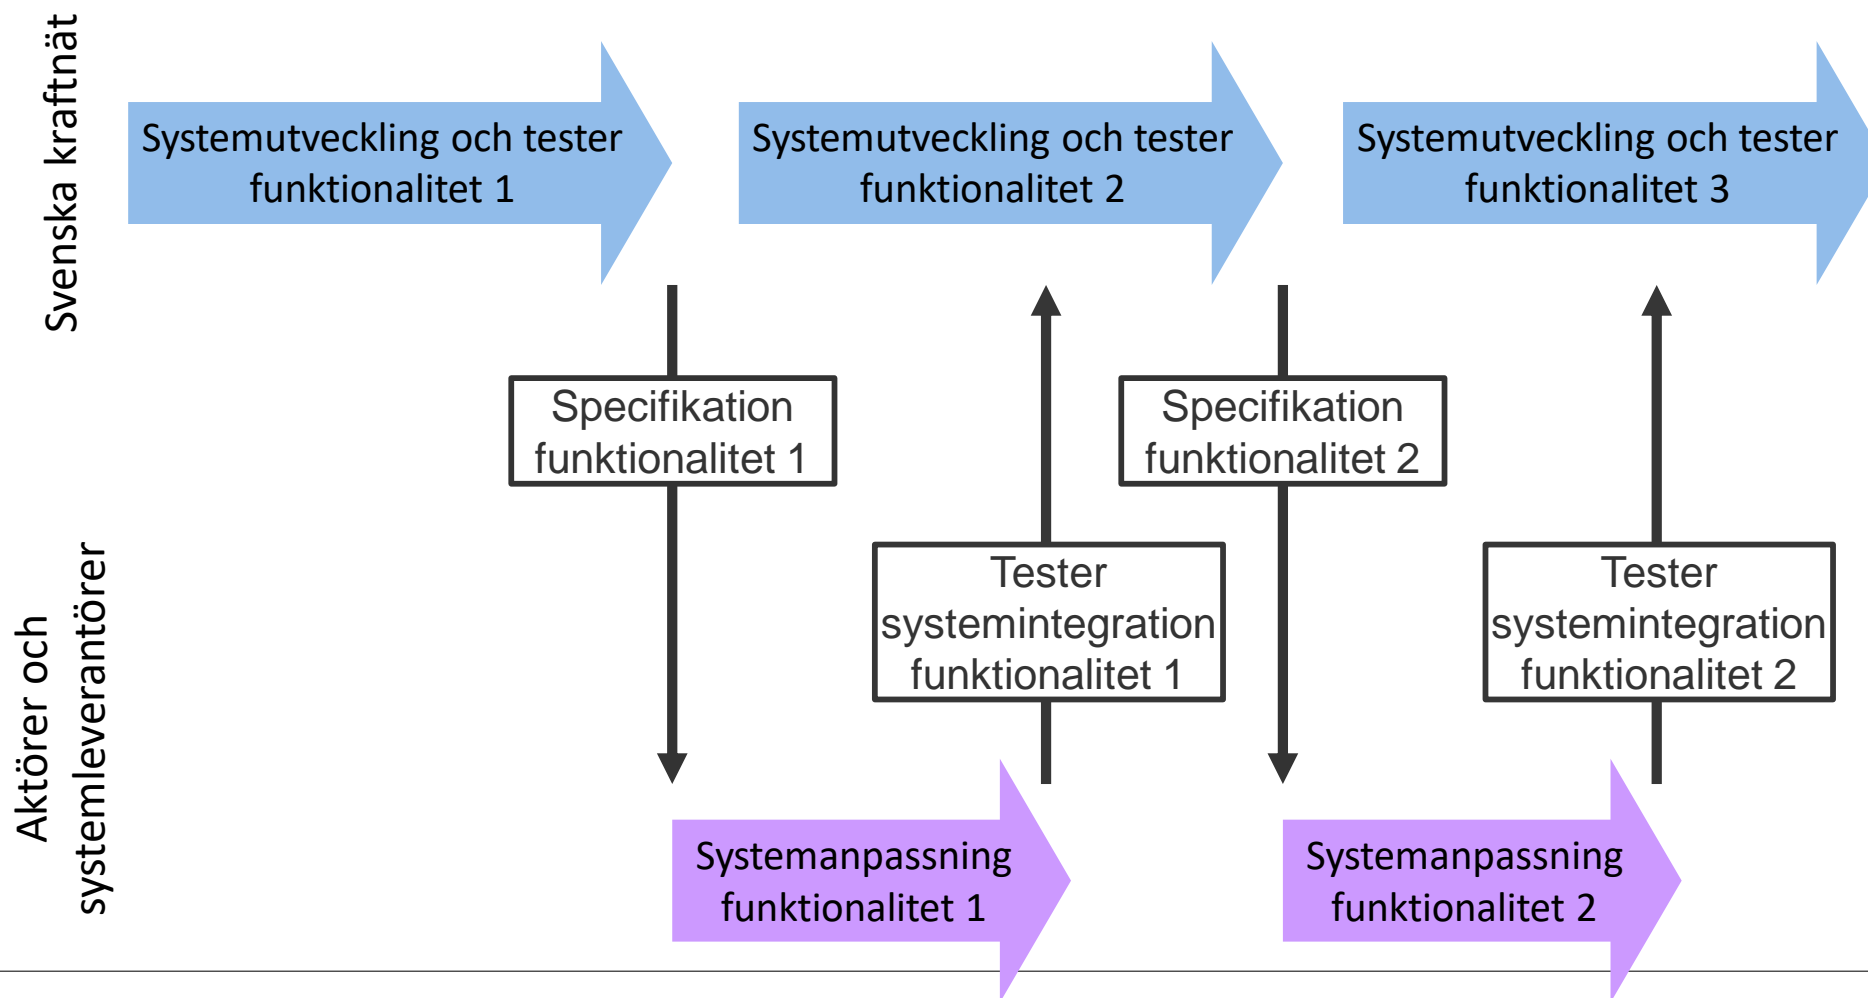 Svenska kraftnät
Systemutveckling och tester
funktionalitet 1
Systemutveckling och tester
funktionalitet 2
Systemutveckling och tester
funktionalitet 3
Specifikation
funktionalitet 1
Specifikation
funktionalitet 2
Tester
systemintegration
funktionalitet 1
Tester
systemintegration
funktionalitet 2
Aktörer och
systemleverantörer
Systemanpassning
funktionalitet 1
Systemanpassning
funktionalitet 2